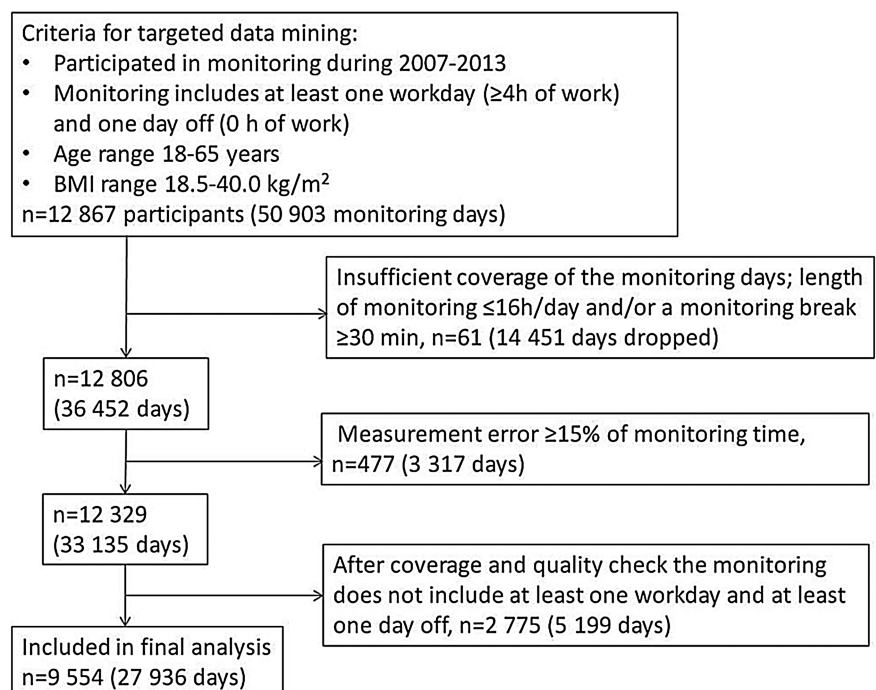 Criteria for targeted data mining:
• Participated in monitoring during 2007-2013
• Monitoring includes at least one workday (≥4h of work)
and one day off (0 h of work)
• Age range 18-65 years
• BMI range 18.5-40.0 kg/m²
n=12 867 participants (50 903 monitoring days)
Insufficient coverage of the monitoring days; length
of monitoring ≤16h/day and/or a monitoring break
≥30 min, n=61 (14 451 days dropped)
n=12 806
(36 452 days)
Measurement error ≥15% of monitoring time,
n=477 (3 317 days)
n=12 329
(33 135 days)
After coverage and quality check the monitoring
does not include at least one workday and at least
one day off, n=2 775 (5 199 days)
Included in final analysis
n=9 554 (27 936 days)